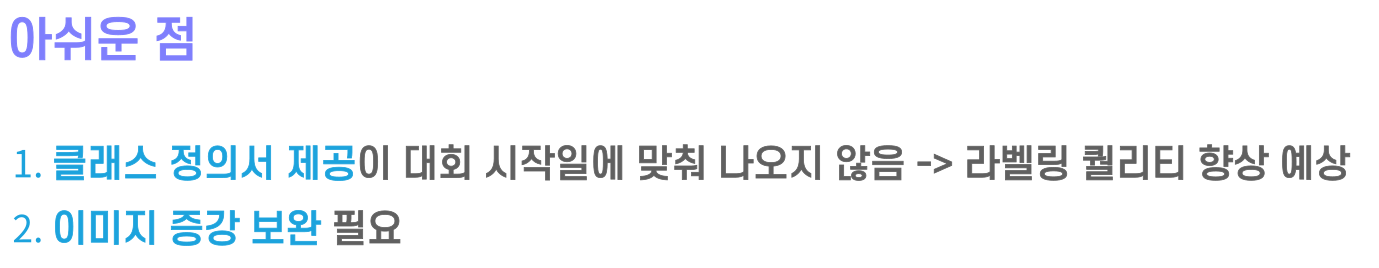 아쉬운 점
1. 클래스 정의서 제공이 대회 시작일에 맞춰 나오지 않음 -> 라벨링 퀄리티 향상 예상
2. 이미지 증강 보완 필요